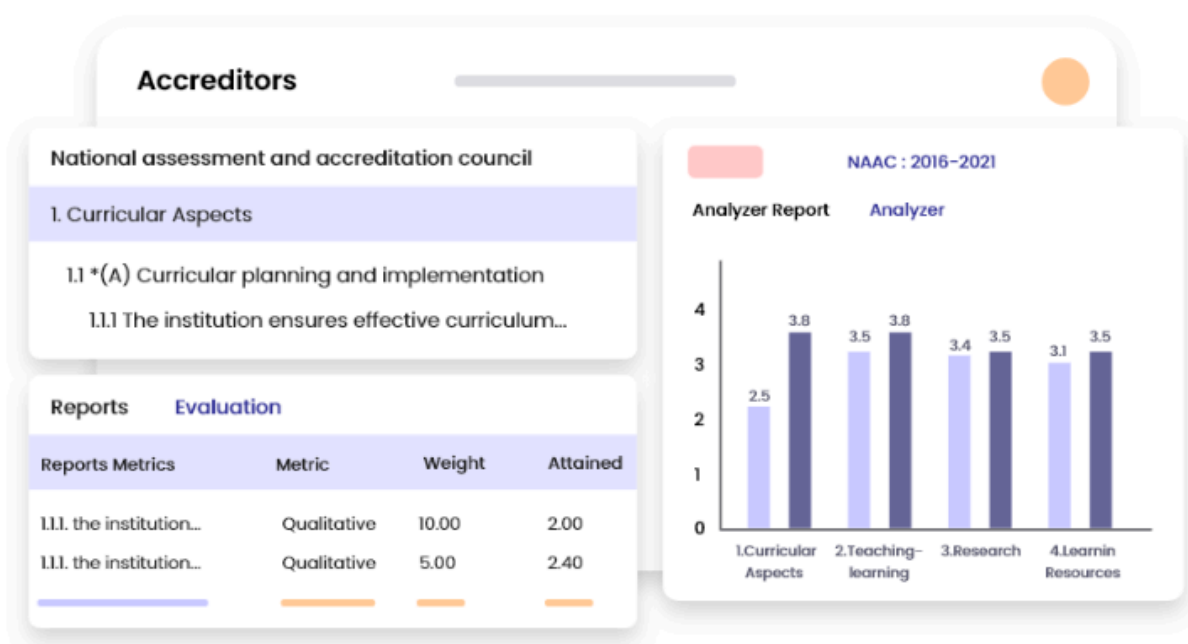 Accreditors
National assessment and accreditation council
1. Curricular Aspects
1.1 *(A) Curricular planning and implementation
1.1.1 The institution ensures effective curriculum...
Reports Evaluation
Reports Metrics Metric Weight Attained
1.1.1. the institution... Qualitative 10.00 2.00
1.1.1. the institution... Qualitative 5.00 2.40
NAAC : 2016-2021
Analyzer Report Analyzer
4
3
2
1
0
2.5 3.8 3.5 3.8 3.4 3.5 3.1 3.5
1.Curricular Aspects
2.Teaching-learning
3.Research
4.Learnin Resources